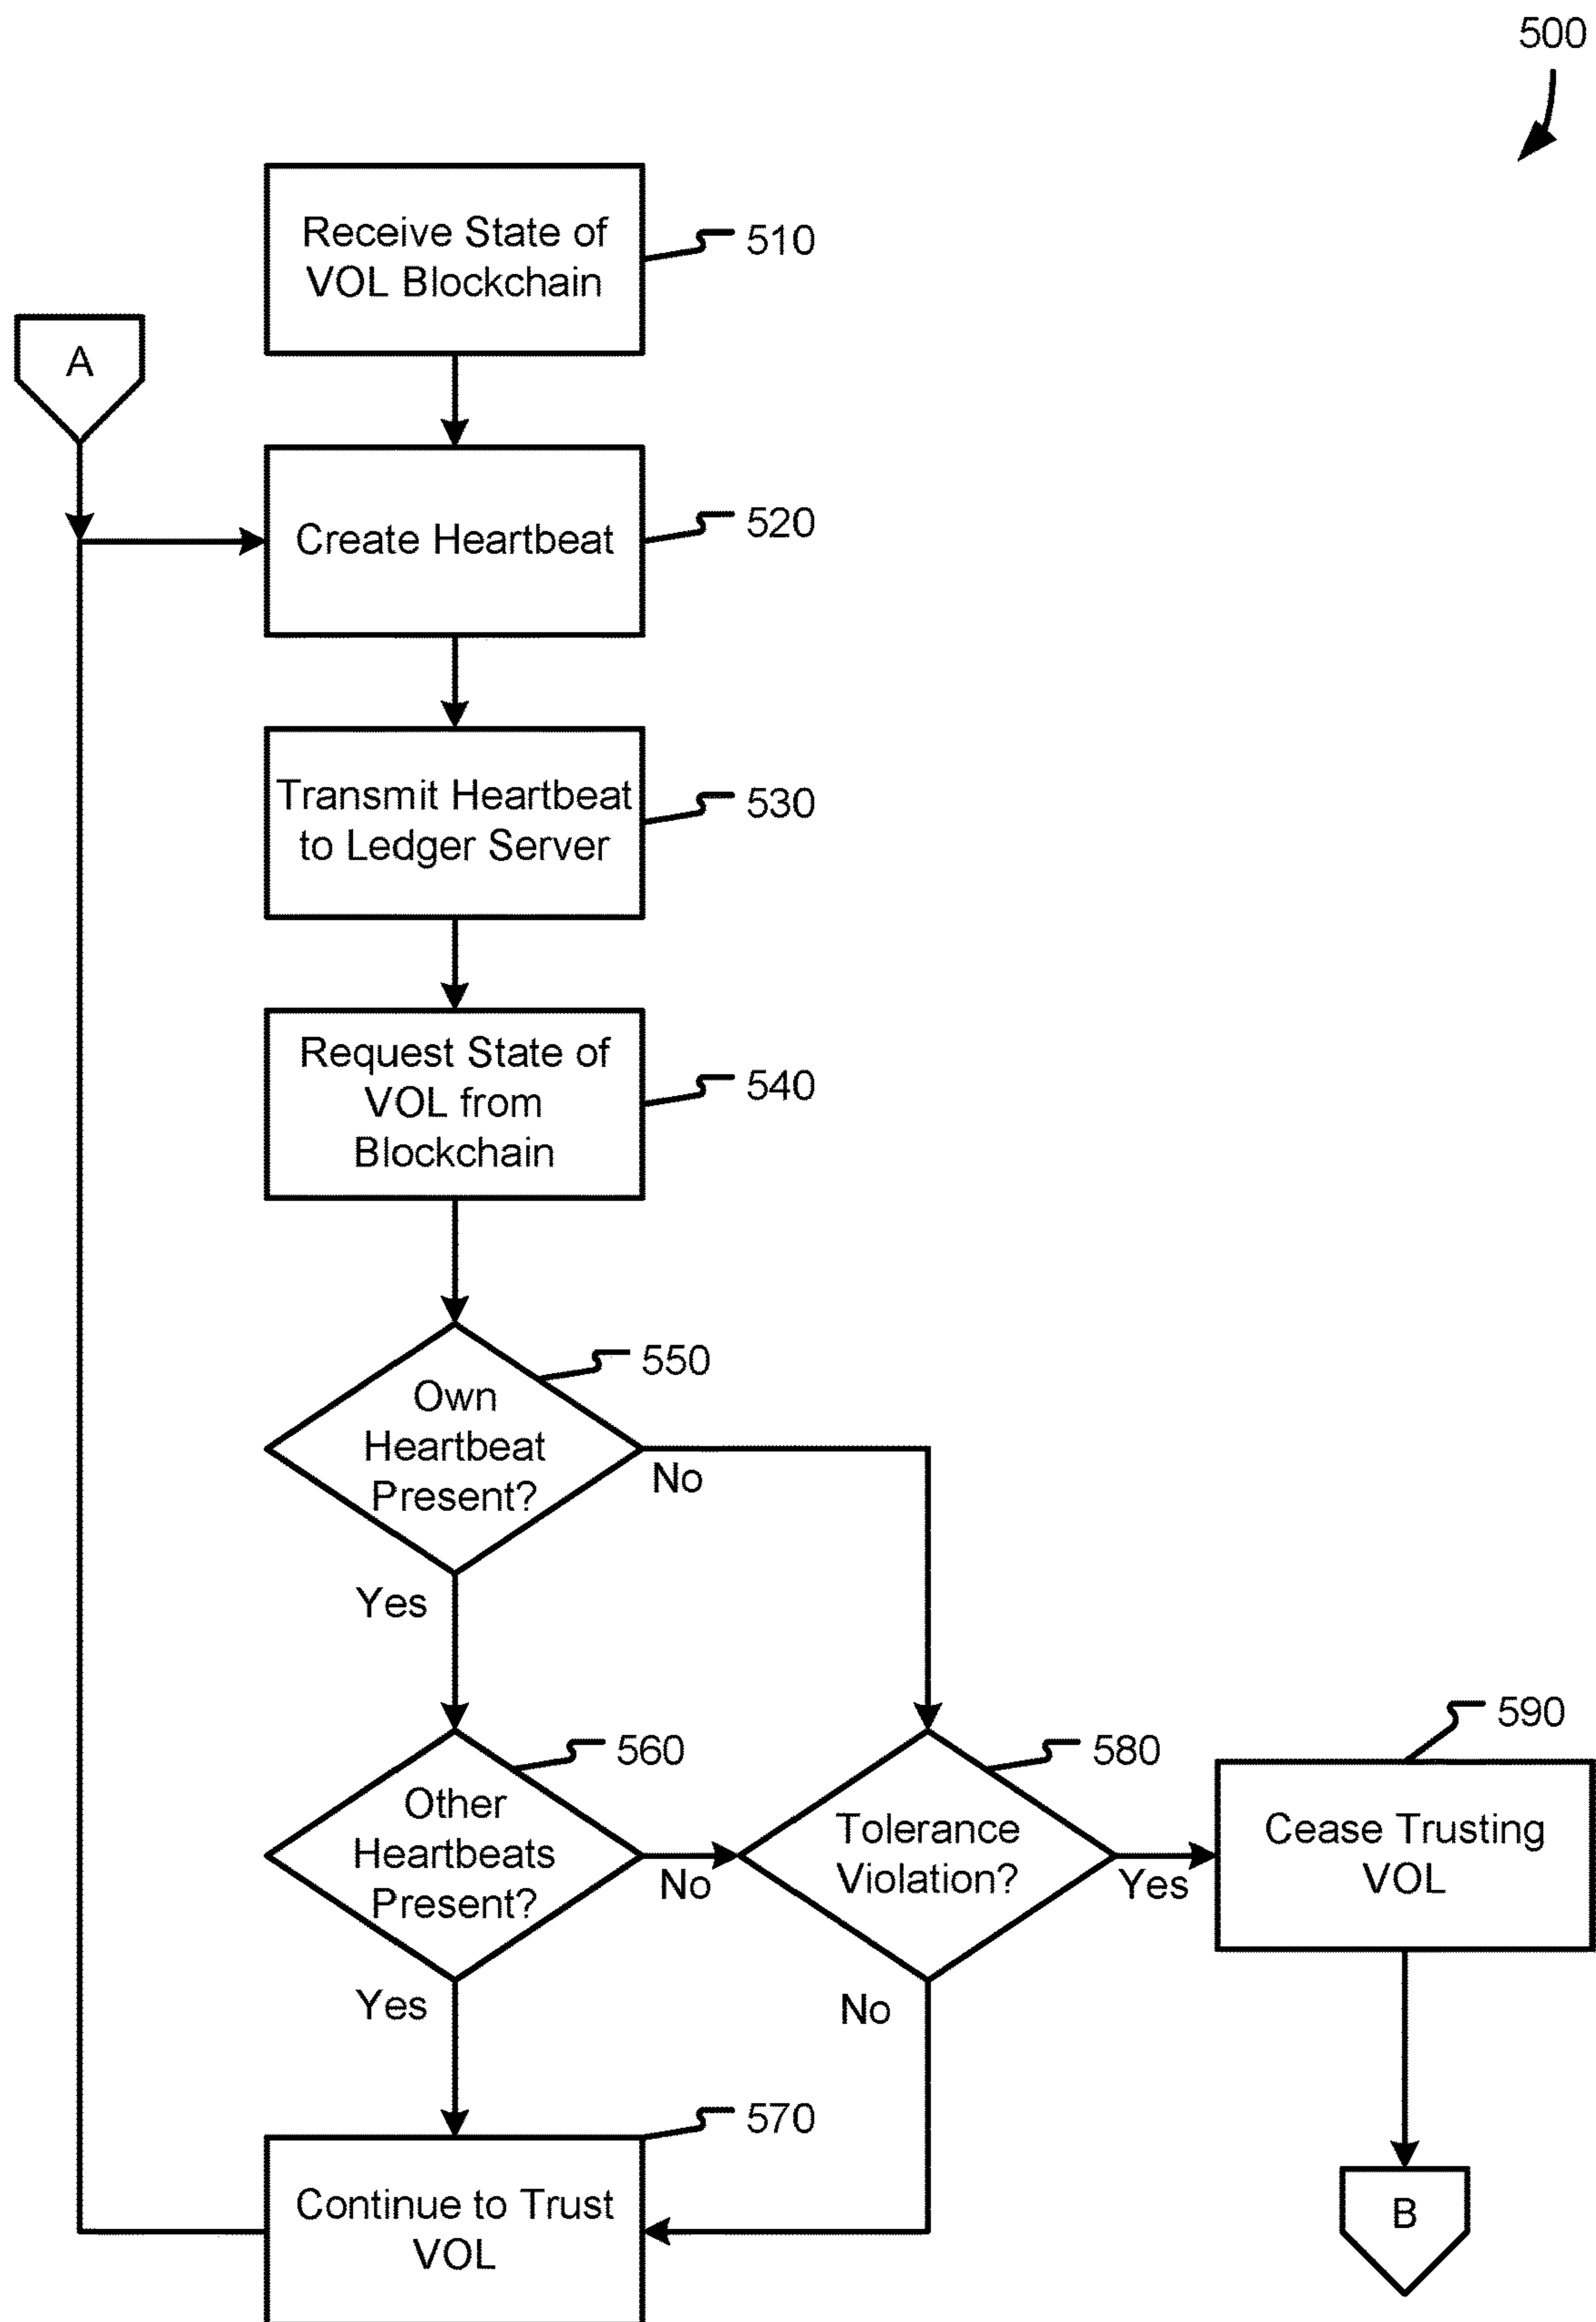 500
Receive State of
VOL Blockchain
510
A
Create Heartbeat
520
Transmit Heartbeat
to Ledger Server
530
Request State of
VOL from
Blockchain
540
Own
Heartbeat
Present?
550
No
Yes
Other
Heartbeats
Present?
560
No
Yes
Tolerance
Violation?
580
Yes
No
Cease Trusting
VOL
590
Continue to Trust
VOL
570
B